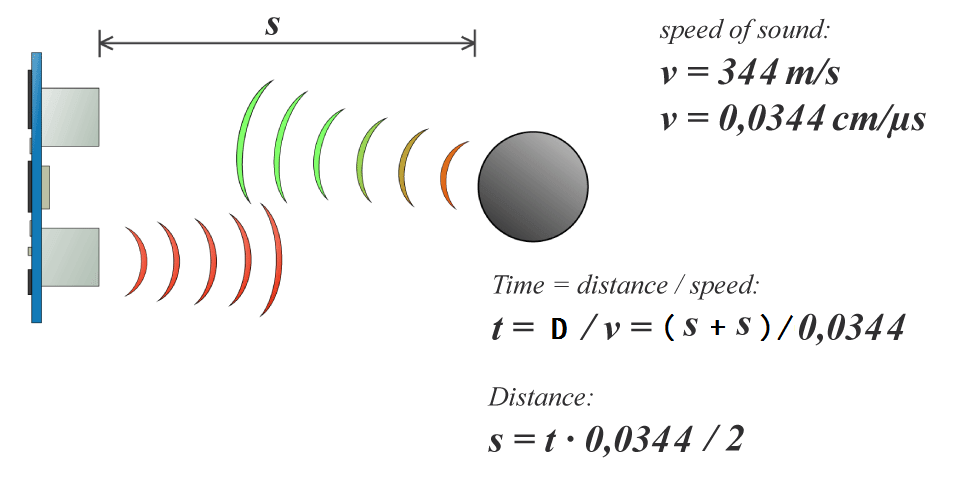 s
speed of sound:
v = 344 m/s
v = 0,0344 cm/µs
Time = distance / speed:
t = D / v = ( s + s ) / 0,0344
Distance:
s = t · 0,0344 / 2